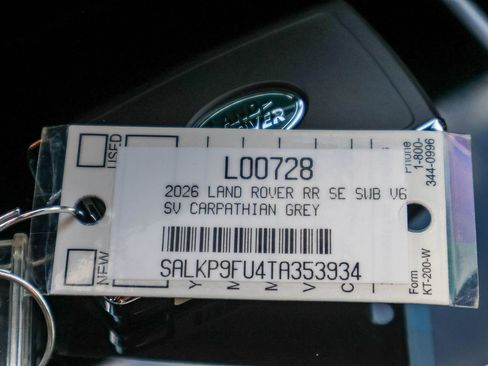 ROVER
USED
L00728
2026 LAND ROVER RR SE SWB V6
SV CARPATHIAN GREY
SALKP9FU4TA353934
NEW
Phone
1-800-
344-0996
Form
KT-200-W
Y
M
M
V
C